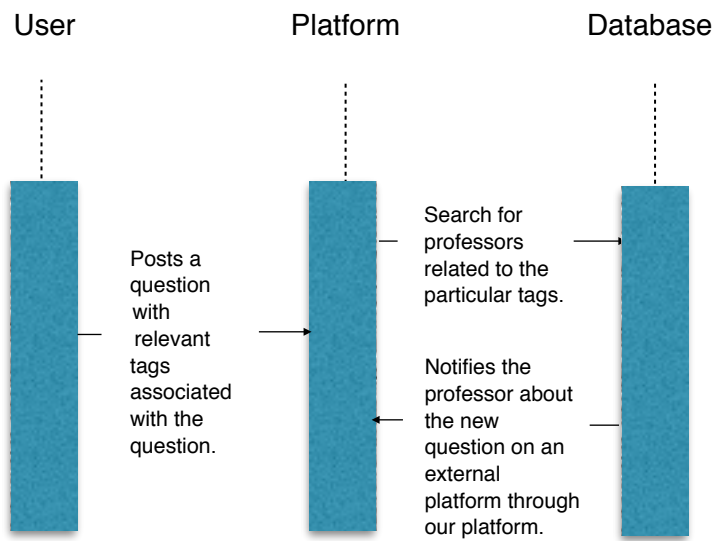 User
Platform
Database
Posts a
question
with
relevant
tags
associated
with the
question.
Search for
professors
related to the
particular tags.
Notifies the
professor about
the new
question on an
external
platform through
our platform.